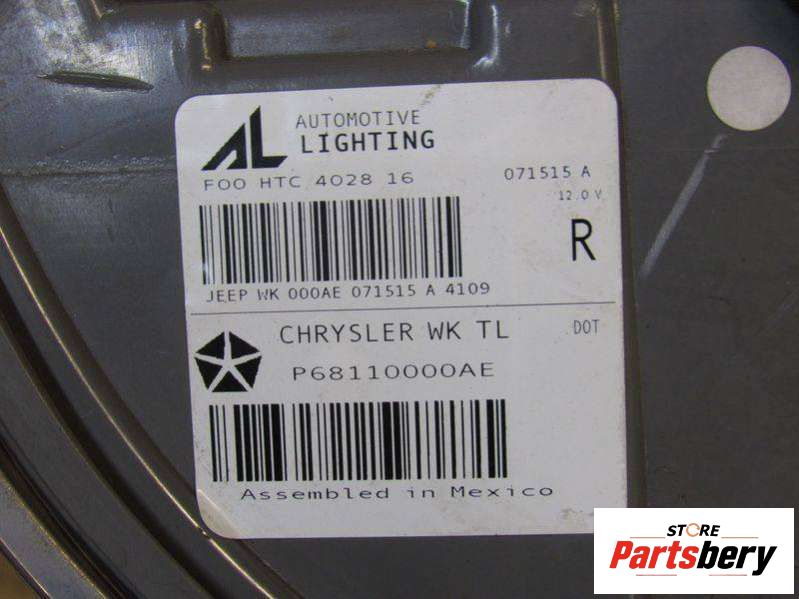 AL AUTOMOTIVE
LIGHTING
F00 HTC 4028 16
071515 A
12.0 V
R
JEEP WK 000AE 071515 A 4109
CHRYSLER WK TL
DOT
P68110000AE
Assembled in Mexico
STORE
Partsbery